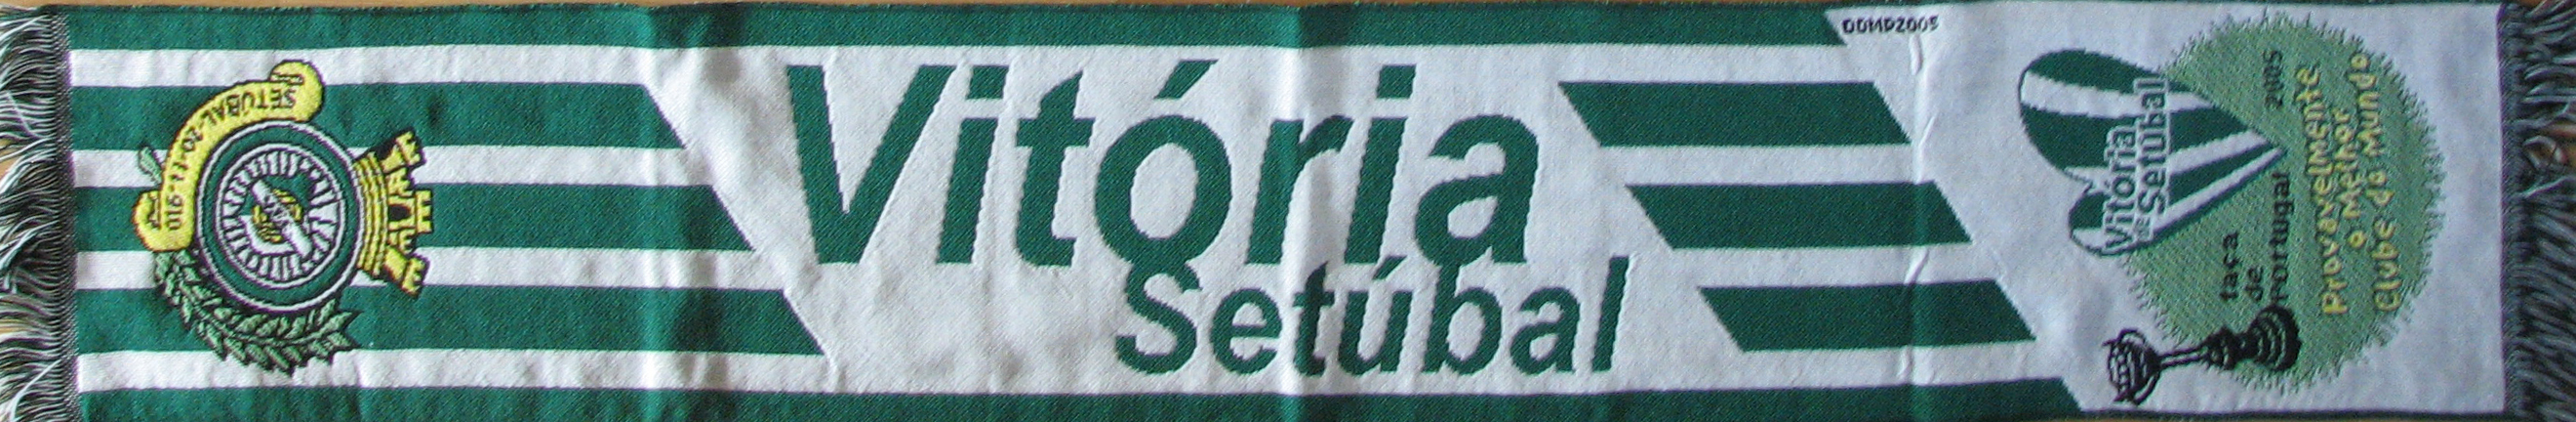 SETÚBAL-20-11-910
Vitória
Setúbal
DDMP2005
Vitória
de Setúbal
taça
de
Portugal 2005
Provavelmente
o Melhor
Clube do Mundo